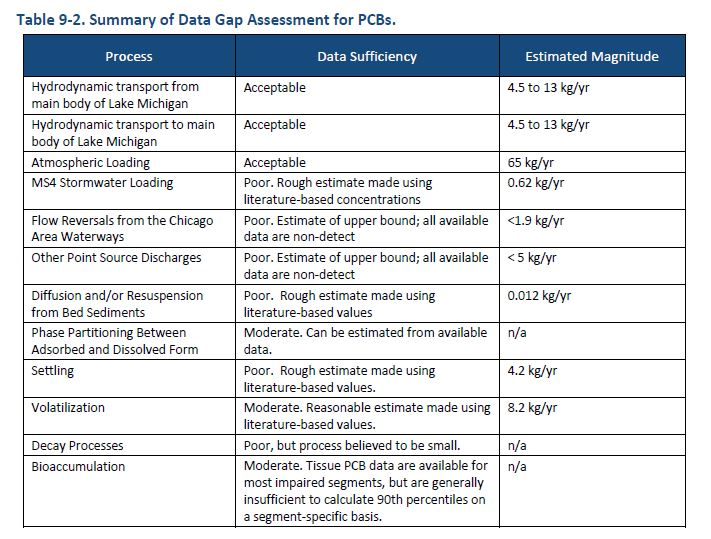 Table 9-2. Summary of Data Gap Assessment for PCBs.
Process Data Sufficiency Estimated Magnitude
Hydrodynamic transport from Acceptable 4.5 to 13 kg/yr
main body of Lake Michigan
Hydrodynamic transport to main Acceptable 4.5 to 13 kg/yr
body of Lake Michigan
Atmospheric Loading Acceptable 65 kg/yr
MS4 Stormwater Loading Poor. Rough estimate made using 0.62 kg/yr
literature-based concentrations
Flow Reversals from the Chicago Poor. Estimate of upper bound; all available <1.9 kg/yr
Area Waterways data are non-detect
Other Point Source Discharges Poor. Estimate of upper bound; all available < 5 kg/yr
data are non-detect
Diffusion and/or Resuspension Poor.  Rough estimate made using 0.012 kg/yr
from Bed Sediments literature-based values
Phase Partitioning Between Moderate. Can be estimated from available n/a
Adsorbed and Dissolved Form data.
Settling Poor.  Rough estimate made using 4.2 kg/yr
literature-based values.
Volatilization Moderate. Reasonable estimate made using 8.2 kg/yr
literature-based values.
Decay Processes Poor, but process believed to be small. n/a
Bioaccumulation Moderate. Tissue PCB data are available for n/a
most impaired segments, but are generally
insufficient to calculate 90th percentiles on
a segment-specific basis.